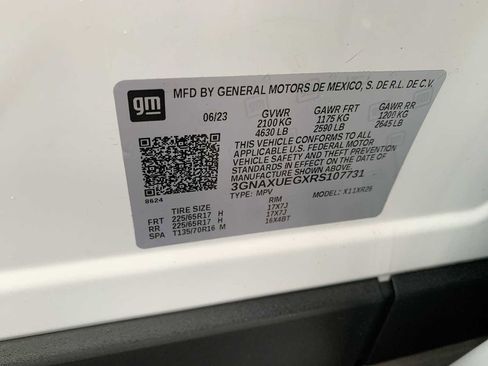 gm
MFD BY GENERAL MOTORS DE MEXICO, S. DE R.L. DE C.V.
06/23 GVWR GAWR FRT GAWR RR
2100 KG 1175 KG 1200 KG
4630 LB 2590 LB 2645 LB
THIS VEHICLE CONFORMS TO ALL
APPLICABLE U.S. FEDERAL MOTOR
VEHICLE SAFETY, BUMPER, AND THEFT
PREVENTION STANDARDS IN EFFECT ON THE DATE OF
MANUFACTURE SHOWN ABOVE.
3GNAXUEGXRS107731
8624 TYPE: MPV MODEL: X11XR26
TIRE SIZE RIM
FRT 225/65R17 H 17X7J
RR 225/65R17 H 17X7J
SPA T135/70R16 M 16X4BT